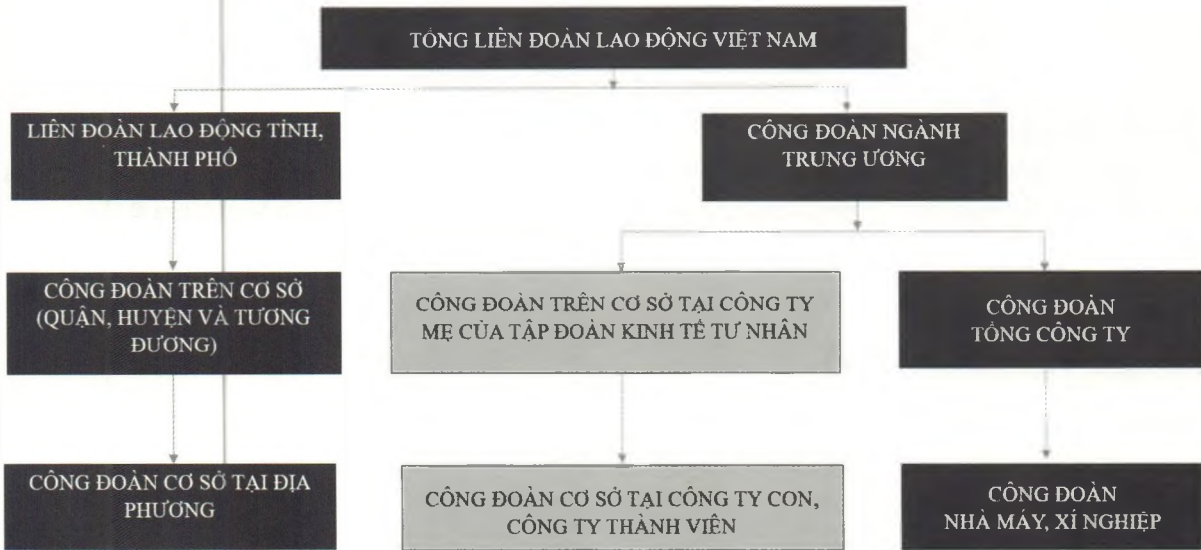 TỔNG LIÊN ĐOÀN LAO ĐỘNG VIỆT NAM
LIÊN ĐOÀN LAO ĐỘNG TỈNH,
THÀNH PHỐ
CÔNG ĐOÀN NGÀNH
TRUNG ƯƠNG
CÔNG ĐOÀN TRÊN CƠ SỞ
(QUẬN, HUYỆN VÀ TƯƠNG
ĐƯƠNG)
CÔNG ĐOÀN TRÊN CƠ SỞ TẠI CÔNG TY
MẸ CỦA TẬP ĐOÀN KINH TẾ TƯ NHÂN
CÔNG ĐOÀN
TỔNG CÔNG TY
CÔNG ĐOÀN CƠ SỞ TẠI ĐỊA
PHƯƠNG
CÔNG ĐOÀN CƠ SỞ TẠI CÔNG TY CON,
CÔNG TY THÀNH VIÊN
CÔNG ĐOÀN
NHÀ MÁY, XÍ NGHIỆP